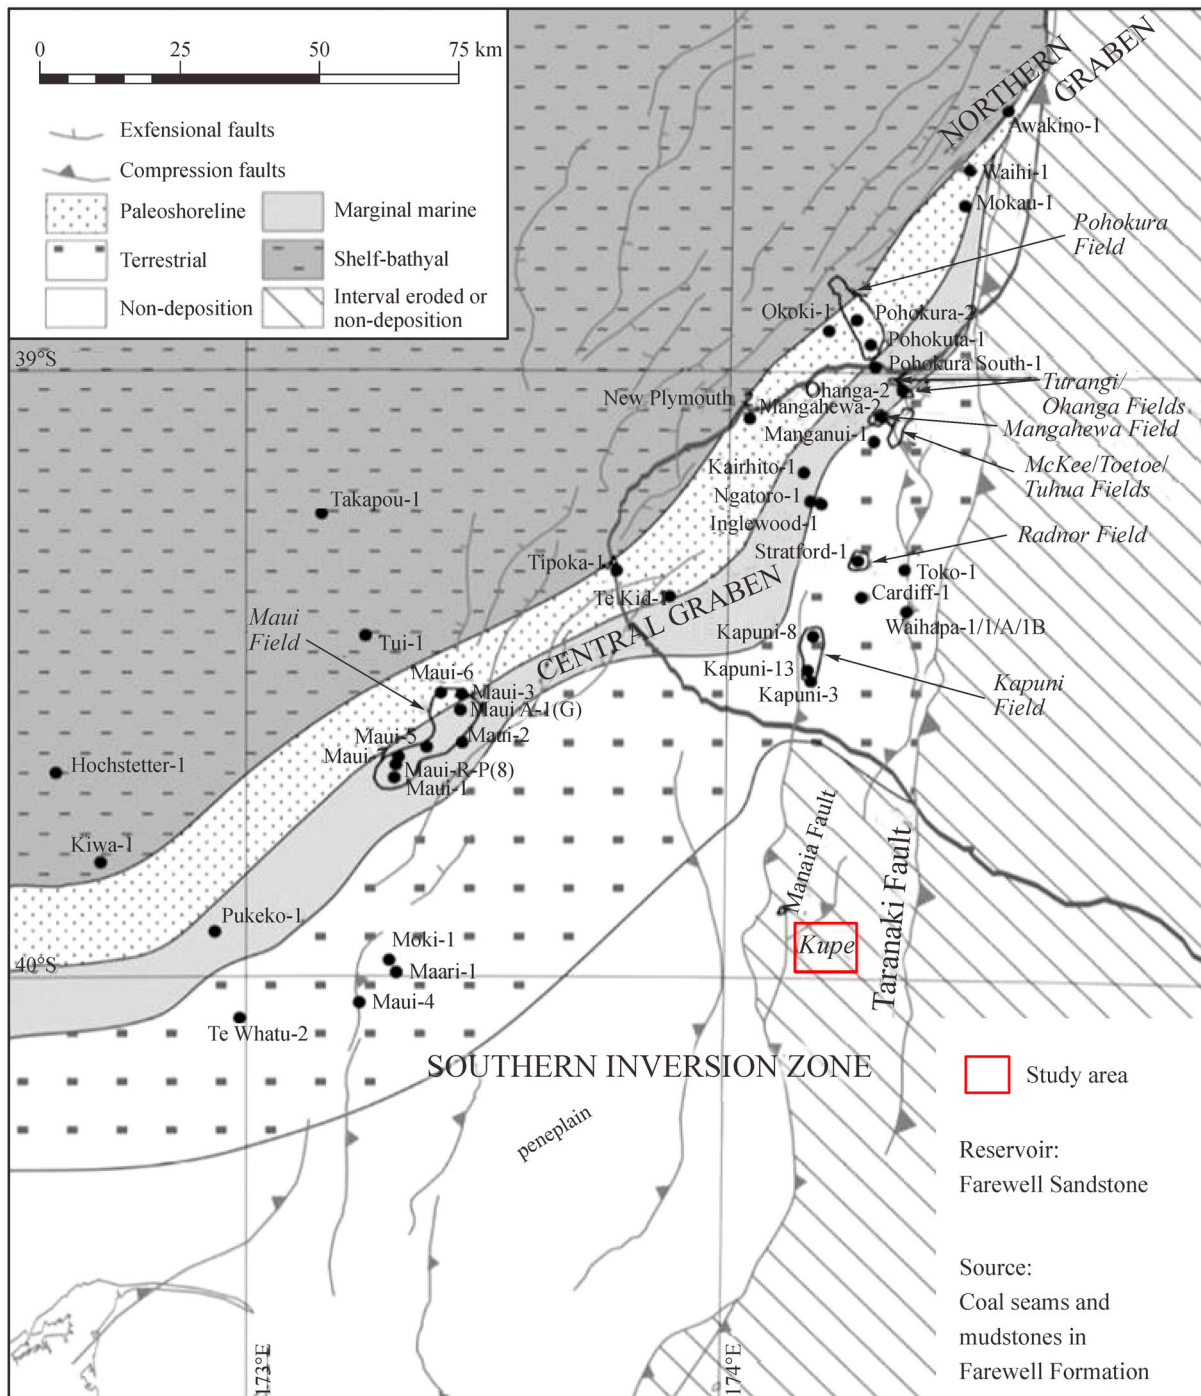 0
25
50
75 km
Exfensional faults
Compression faults
Paleoshoreline
Marginal marine
Terrestrial
Shelf-bathyal
Non-deposition
Interval eroded or
non-deposition
NORTHERN
GRABEN
Awakino-1
Waihi-1
Mokau-1
Pohokura
Field
Okoki-1
Pohokura-2
Pohokuta-1
39°S
Pohokura South-1
New Plymouth
Ohanga-2
Turangi/
Ohanga Fields
Mangahewa-2
Mangahewa Field
Manganui-1
McKee/Toetoe/
Tuhua Fields
Kairhito-1
Takapou-1
Ngatoro-1
Inglewood-1
Stratford-1
Radnor Field
Tipoka-1
Toko-1
Te Kid-1
Cardiff-1
CENTRAL GRABEN
Waihapa-1/1/A/1B
Maui
Field
Tui-1
Kapuni-8
Maui-6
Kapuni-13
Kapuni-3
Kapuni
Field
Maui-3
Maui A-1(G)
Maui-5
Maui-2
Maui-7
Maui-R-P(8)
Maui-1
Hochstetter-1
Kiwa-1
Manaia Fault
Taranaki Fault
Pukeko-1
Kupe
Moki-1
40°S
Maari-1
Maui-4
Te Whatu-2
SOUTHERN INVERSION ZONE
Study area
peneplain
Reservoir:
Farewell Sandstone
Source:
Coal seams and
mudstones in
Farewell Formation
173°E
174°E